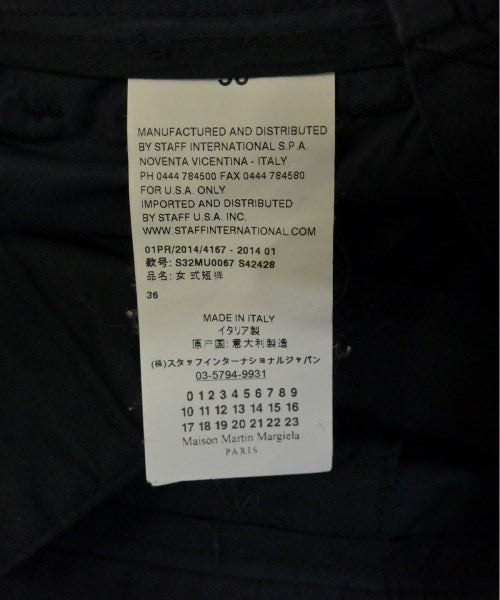 MANUFACTURED AND DISTRIBUTED
BY STAFF INTERNATIONAL S.P.A.
NOVENTA VICENTINA - ITALY
PH 0444 784500 FAX 0444 784580
FOR U.S.A. ONLY
IMPORTED AND DISTRIBUTED
BY STAFF U.S.A. INC.
WWW.STAFFINTERNATIONAL.COM
01PR/2014/4167 - 2014 01
款号: S32MU0067 S42428
品名: 女式短裤
36
MADE IN ITALY
イタリア製
原产国: 意大利製造
(株)スタッフインターナショナルジャパン
03-5794-9931
0 1 2 3 4 5 6 7 8 9
10 11 12 13 14 15 16
17 18 19 20 21 22 23
Maison Martin Margiela
PARIS